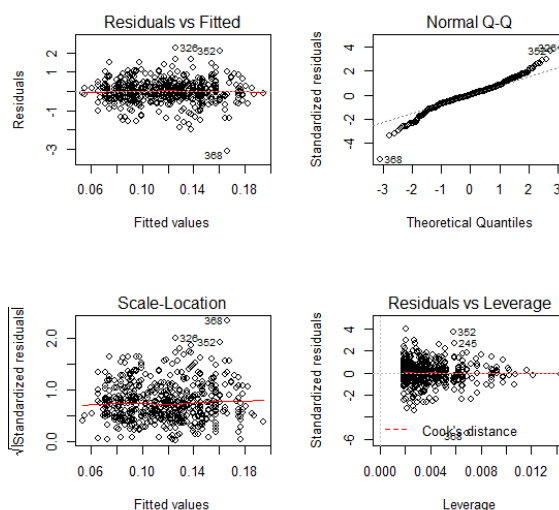 Residuals vs Fitted
Residuals
2
1
-1
-3
326
352
368
0.06 0.10 0.14 0.18
Fitted values
Normal Q-Q
Standardized residuals
4
2
0
-2
-4
368
-3 -2 -1 0 1 2 3
Theoretical Quantiles
Scale-Location
√|Standardized residuals|
2.0
1.0
0.0
368
326
352
0.06 0.10 0.14 0.18
Fitted values
Residuals vs Leverage
Standardized residuals
4
2
0
-2
-6
352
245
Cook's distance
368
0.000 0.004 0.008 0.012
Leverage